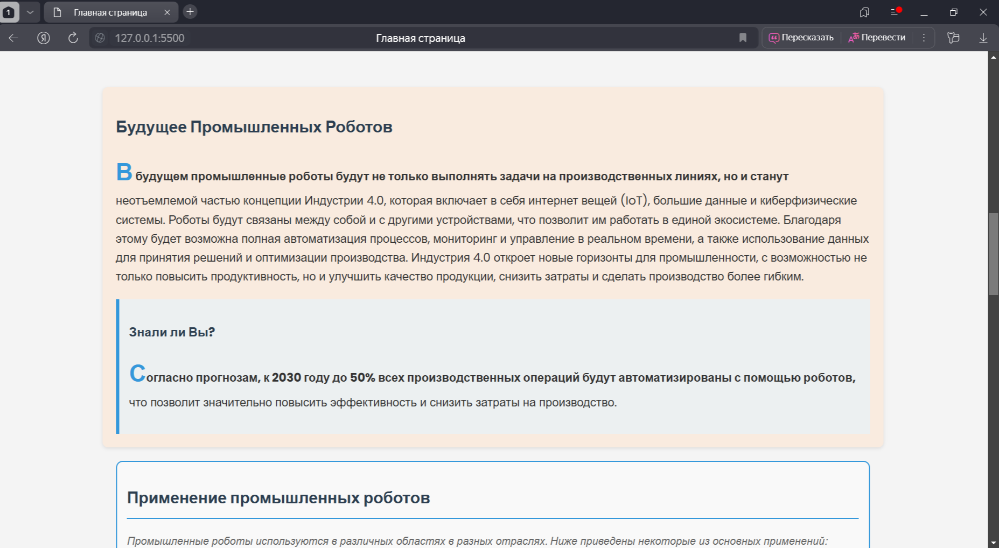 1
Главная страница
127.0.0.1:5500
Главная страница
Пересказать
Перевести
Будущее Промышленных Роботов
В будущем промышленные роботы будут не только выполнять задачи на производственных линиях, но и станут
неотъемлемой частью концепции Индустрии 4.0, которая включает в себя интернет вещей (IoT), большие данные и киберфизические
системы. Роботы будут связаны между собой и с другими устройствами, что позволит им работать в единой экосистеме. Благодаря
этому будет возможна полная автоматизация процессов, мониторинг и управление в реальном времени, а также использование данных
для принятия решений и оптимизации производства. Индустрия 4.0 откроет новые горизонты для промышленности, с возможностью не
только повысить продуктивность, но и улучшить качество продукции, снизить затраты и сделать производство более гибким.
Знали ли Вы?
Согласно прогнозам, к 2030 году до 50% всех производственных операций будут автоматизированы с помощью роботов,
что позволит значительно повысить эффективность и снизить затраты на производство.
Применение промышленных роботов
Промышленные роботы используются в различных областях в разных отраслях. Ниже приведены некоторые из основных применений: